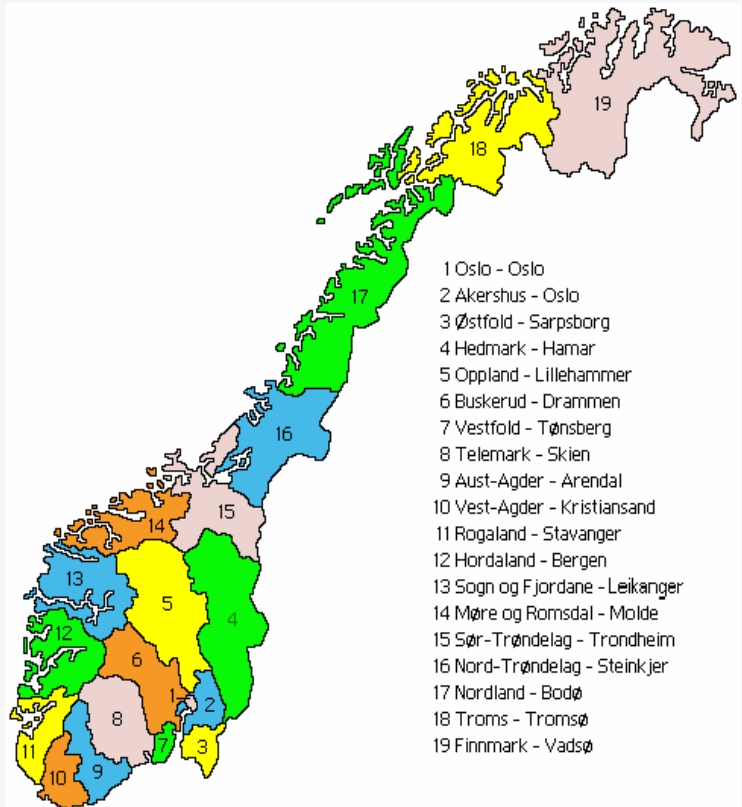 19
18
17
16
15
14
13
5
12
4
6
1
2
8
11
7
3
10
9
1 Oslo - Oslo
2 Akershus - Oslo
3 Østfold - Sarpsborg
4 Hedmark - Hamar
5 Oppland - Lillehammer
6 Buskerud - Drammen
7 Vestfold - Tønsberg
8 Telemark - Skien
9 Aust-Agder - Arendal
10 Vest-Agder - Kristiansand
11 Rogaland - Stavanger
12 Hordaland - Bergen
13 Sogn og Fjordane - Leikanger
14 Møre og Romsdal - Molde
15 Sør-Trøndelag - Trondheim
16 Nord-Trøndelag - Steinkjer
17 Nordland - Bodø
18 Troms - Tromsø
19 Finnmark - Vadsø